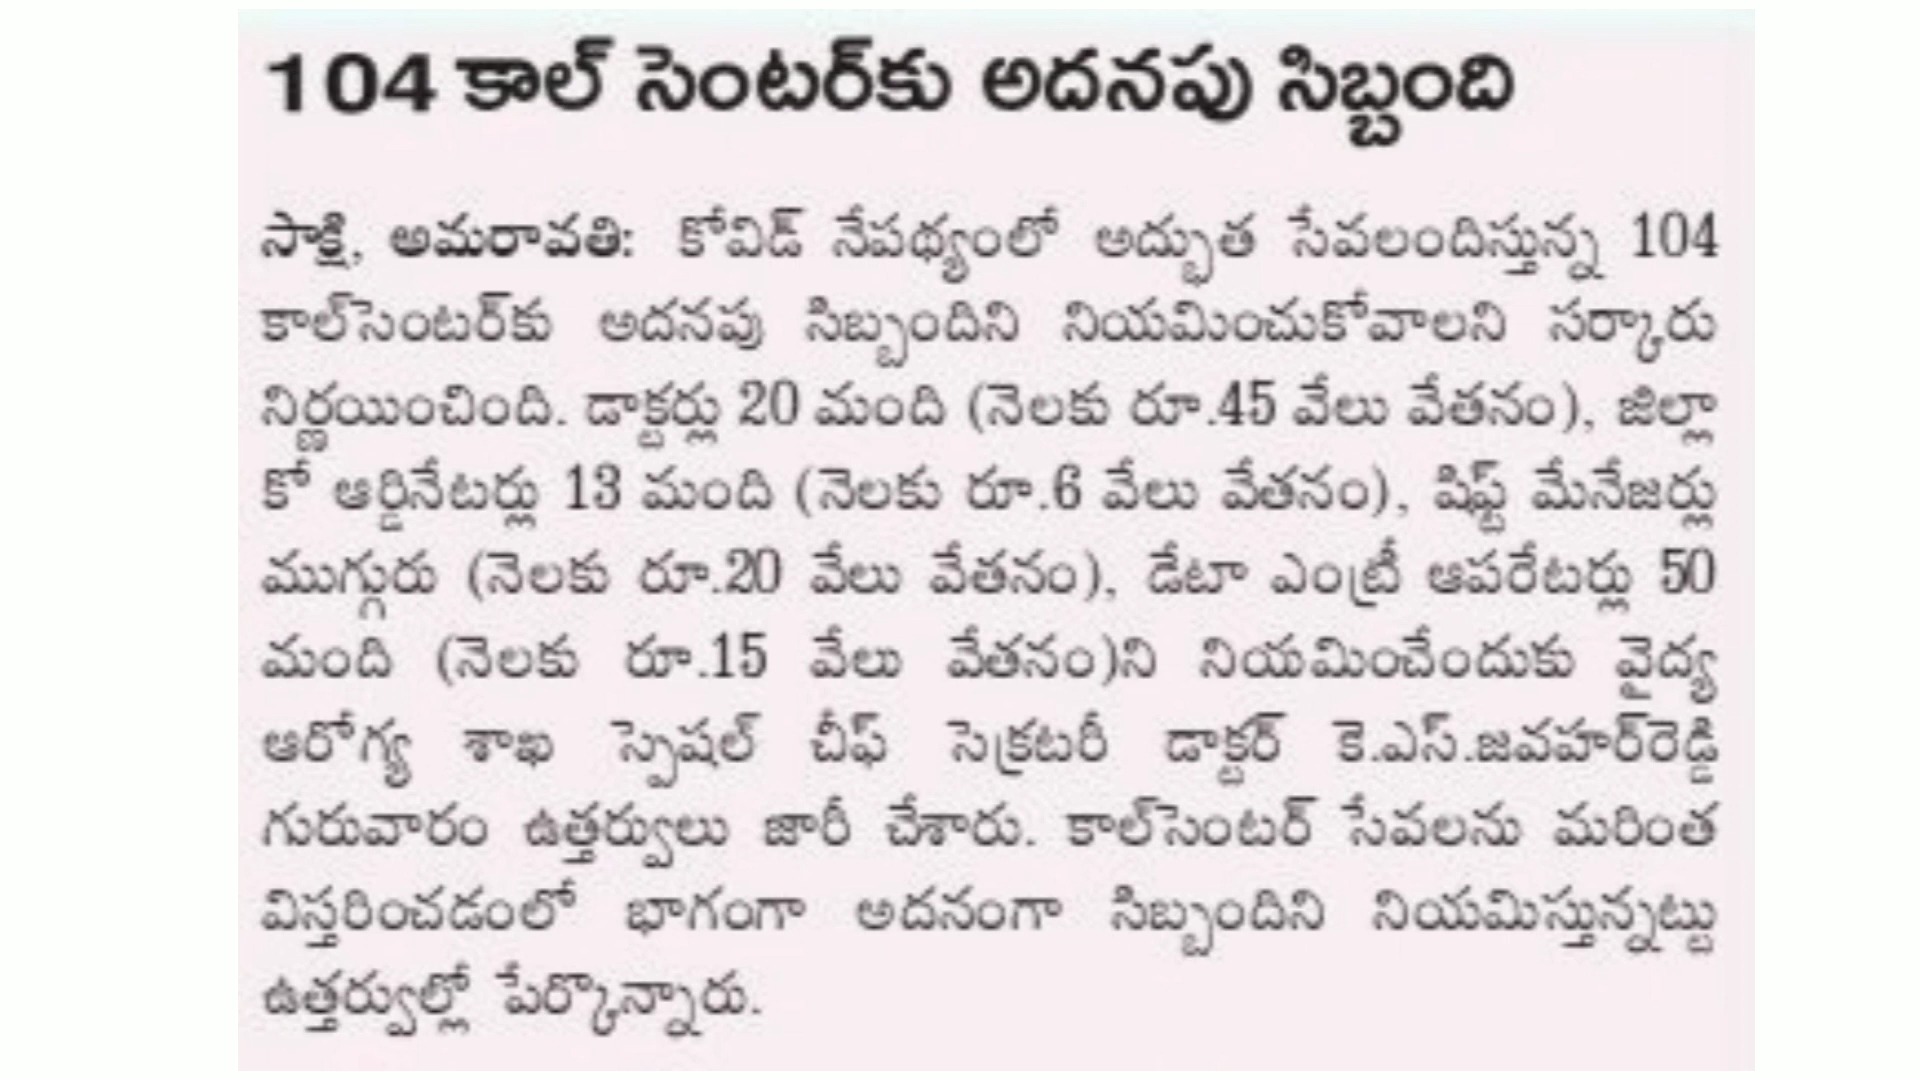 104 కాల్ సెంటర్‌కు అదనపు సిబ్బంది
సాక్షి, అమరావతి: కోవిడ్ నేపథ్యంలో అద్భుత సేవలందిస్తున్న 104
కాల్‌సెంటర్‌కు అదనపు సిబ్బందిని నియమించుకోవాలని సర్కారు
నిర్ణయించింది. డాక్టర్లు 20 మంది (నెలకు రూ.45 వేలు వేతనం), జిల్లా
కో ఆర్డినేటర్లు 13 మంది (నెలకు రూ.6 వేలు వేతనం), షిఫ్ట్ మేనేజర్లు
ముగ్గురు (నెలకు రూ.20 వేలు వేతనం), డేటా ఎంట్రీ ఆపరేటర్లు 50
మంది (నెలకు రూ.15 వేలు వేతనం)ని నియమించేందుకు వైద్య
ఆరోగ్య శాఖ స్పెషల్ చీఫ్ సెక్రటరీ డాక్టర్ కె.ఎస్.జవహర్‌రెడ్డి
గురువారం ఉత్తర్వులు జారీ చేశారు. కాల్‌సెంటర్ సేవలను మరింత
విస్తరించడంలో భాగంగా అదనంగా సిబ్బందిని నియమిస్తున్నట్టు
ఉత్తర్వుల్లో పేర్కొన్నారు.